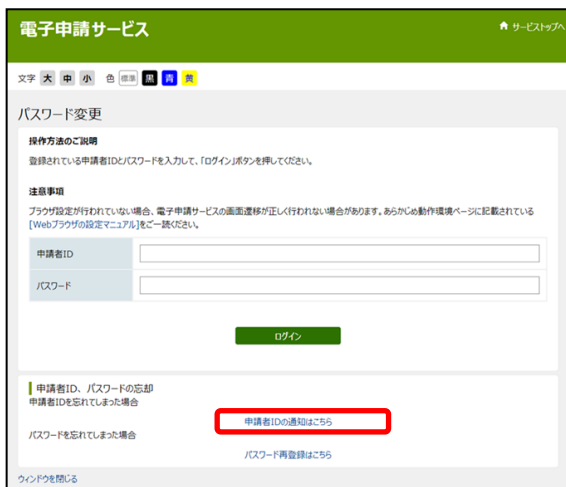 電子申請サービス
サービストップへ
文字 大 中 小 色 標準 黒 青 黄
パスワード変更
操作方法のご説明
登録されている申請者IDとパスワードを入力して、「ログイン」ボタンを押してください。
注意事項
ブラウザ設定が行われていない場合、電子申請サービスの画面遷移が正しく行われない場合があります。あらかじめ動作環境ページに記載されている
[Webブラウザの設定マニュアル]をご一読ください。
申請者ID
パスワード
ログイン
申請者ID、パスワードの忘却
申請者IDを忘れてしまった場合
申請者IDの通知はこちら
パスワードを忘れてしまった場合
パスワード再登録はこちら
ウィンドウを閉じる